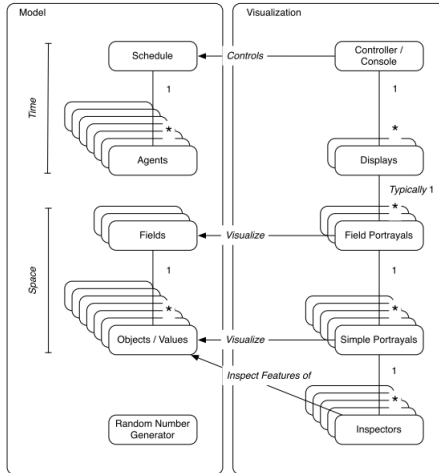 Model
Visualization
Schedule
Controls
Controller /
Console
Time
1
1
*
*
Agents
Displays
Typically 1
*
Fields
Visualize
Field Portrayals
Space
1
1
*
*
Objects / Values
Visualize
Simple Portrayals
Inspect Features of
1
*
Random Number
Generator
Inspectors